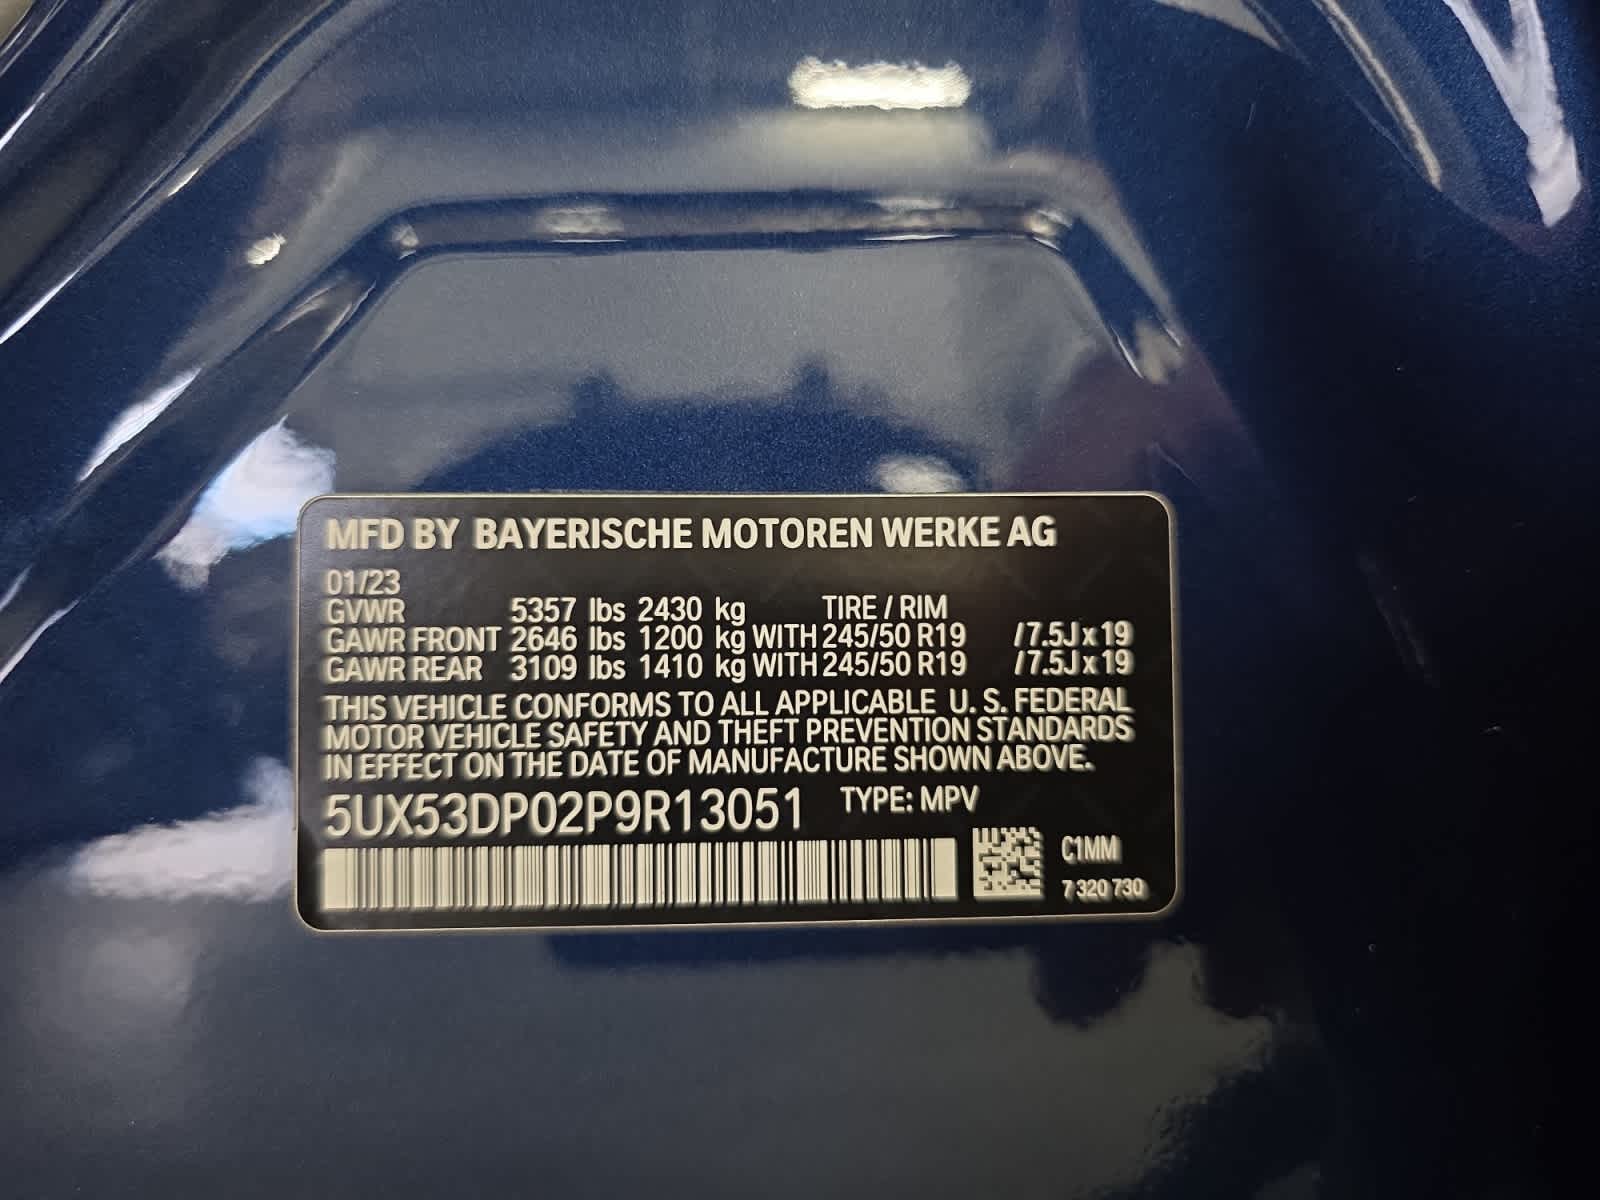 MFD BY BAYERISCHE MOTOREN WERKE AG
01/23
GVWR 5357 lbs 2430 kg TIRE / RIM
GAWR FRONT 2646 lbs 1200 kg WITH 245/50 R19 / 7.5J x 19
GAWR REAR 3109 lbs 1410 kg WITH 245/50 R19 / 7.5J x 19
THIS VEHICLE CONFORMS TO ALL APPLICABLE U. S. FEDERAL
MOTOR VEHICLE SAFETY AND THEFT PREVENTION STANDARDS
IN EFFECT ON THE DATE OF MANUFACTURE SHOWN ABOVE.
5UX53DP02P9R13051 TYPE: MPV
C1MM
7 320 730